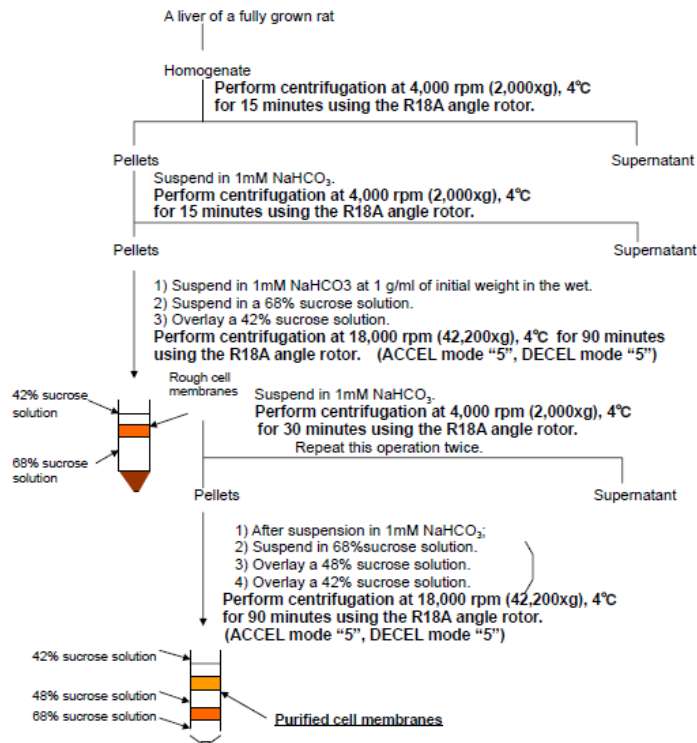 A liver of a fully grown rat
Homogenate
Perform centrifugation at 4,000 rpm (2,000xg), 4℃
for 15 minutes using the R18A angle rotor.
Pellets
Supernatant
Suspend in 1mM NaHCO₃.
Perform centrifugation at 4,000 rpm (2,000xg), 4℃
for 15 minutes using the R18A angle rotor.
Pellets
Supernatant
1) Suspend in 1mM NaHCO3 at 1 g/ml of initial weight in the wet.
2) Suspend in a 68% sucrose solution.
3) Overlay a 42% sucrose solution.
Perform centrifugation at 18,000 rpm (42,200xg), 4℃ for 90 minutes
using the R18A angle rotor. (ACCEL mode “5”, DECEL mode “5”)
Rough cell
membranes
42% sucrose
solution
68% sucrose
solution
Suspend in 1mM NaHCO₃.
Perform centrifugation at 4,000 rpm (2,000xg), 4℃
for 30 minutes using the R18A angle rotor.
Repeat this operation twice.
Pellets
Supernatant
1) After suspension in 1mM NaHCO₃;
2) Suspend in 68%sucrose solution.
3) Overlay a 48% sucrose solution.
4) Overlay a 42% sucrose solution.
Perform centrifugation at 18,000 rpm (42,200xg), 4℃
for 90 minutes using the R18A angle rotor.
(ACCEL mode “5”, DECEL mode “5”)
42% sucrose solution
48% sucrose solution
68% sucrose solution
Purified cell membranes